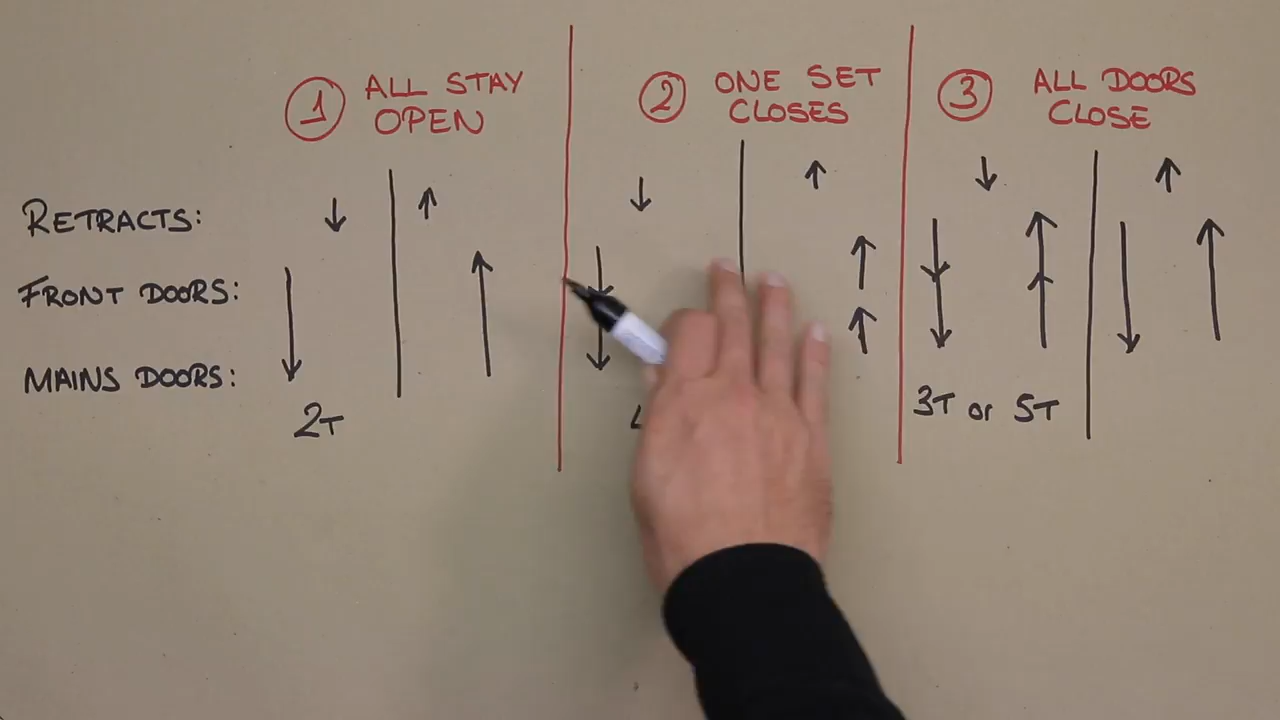 1 ALL STAY
OPEN
2 ONE SET
CLOSES
3 ALL DOORS
CLOSE
RETRACTS:
FRONT DOORS:
MAINS DOORS:
2T
3T or 5T